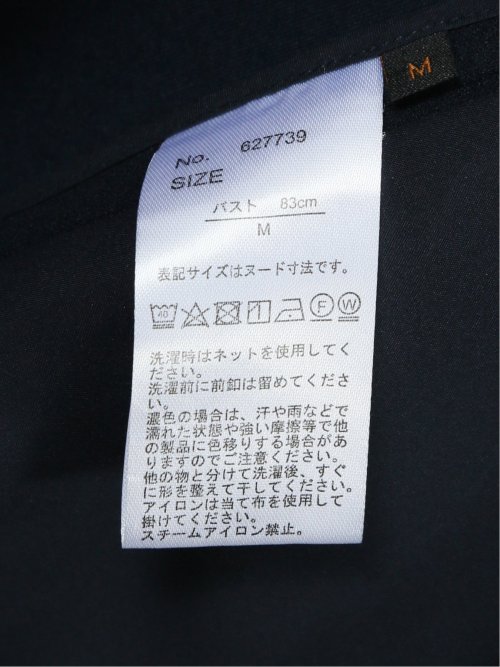 M
No. 627739
SIZE
バスト 83cm
M
表記サイズはヌード寸法です。
40 F W
洗濯時はネットを使用してく
ださい。
洗濯前に前釦は留めてくださ
い。
濃色の場合は、汗や雨などで
濡れた状態や強い摩擦等で他
の製品に色移りする場合があ
りますのでご注意ください。
他の物と分けて洗濯後、すぐ
に形を整えて干してください。
アイロンは当て布を使用して
掛けてください。
スチームアイロン禁止。